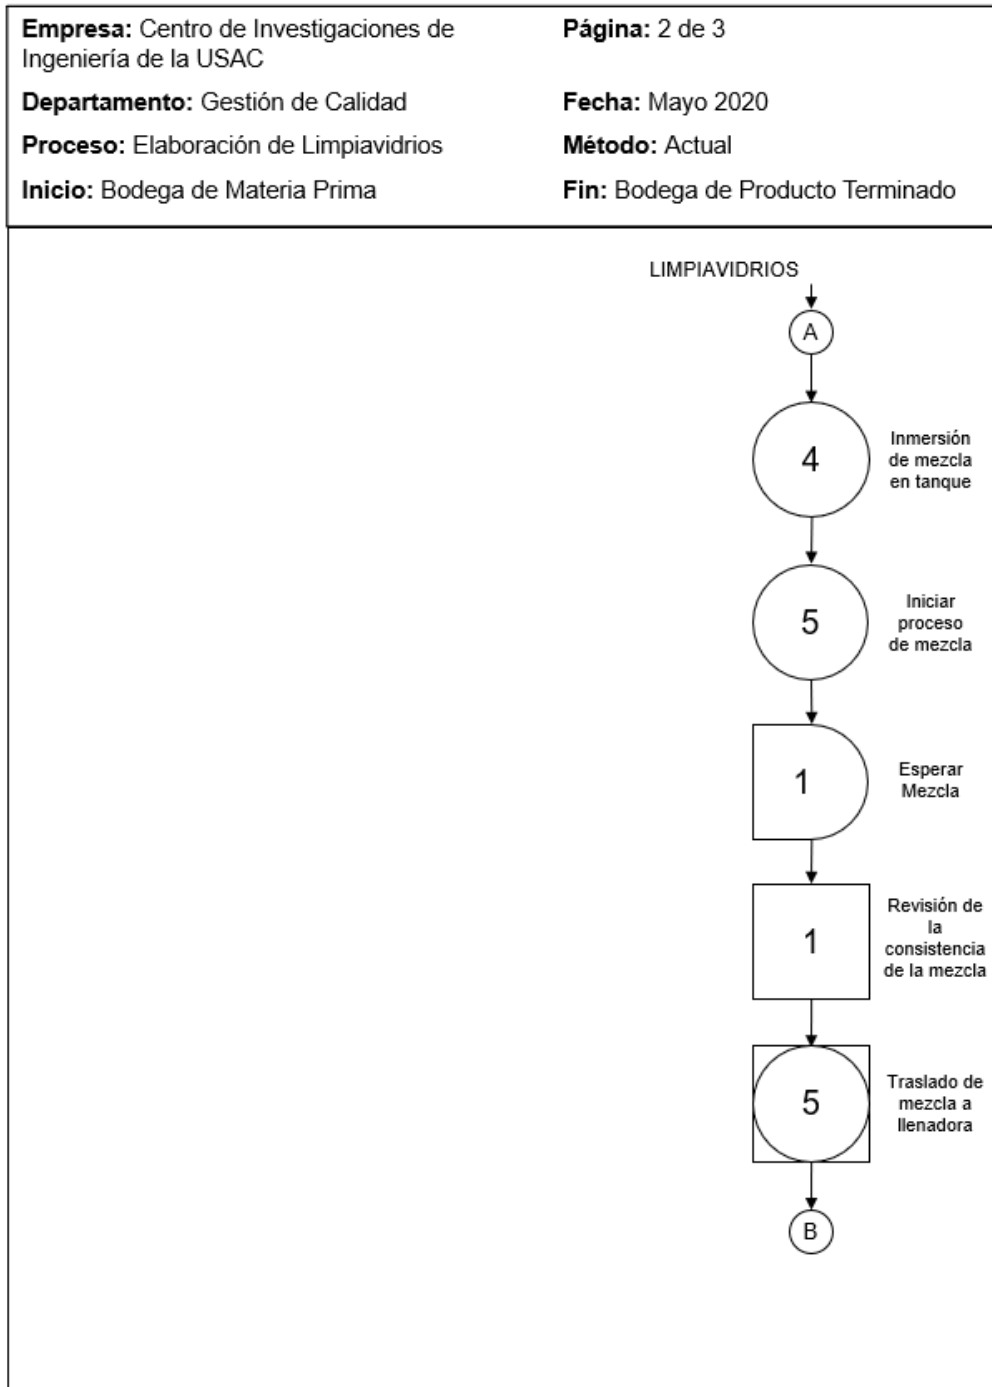 Empresa: Centro de Investigaciones de
Ingeniería de la USAC
Página: 2 de 3
Departamento: Gestión de Calidad
Fecha: Mayo 2020
Proceso: Elaboración de Limpiavidrios
Método: Actual
Inicio: Bodega de Materia Prima
Fin: Bodega de Producto Terminado
LIMPIAVIDRIOS
A
4
Inmersión
de mezcla
en tanque
5
Iniciar
proceso
de mezcla
1
Esperar
Mezcla
1
Revisión de
la
consistencia
de la mezcla
5
Traslado de
mezcla a
llenadora
B